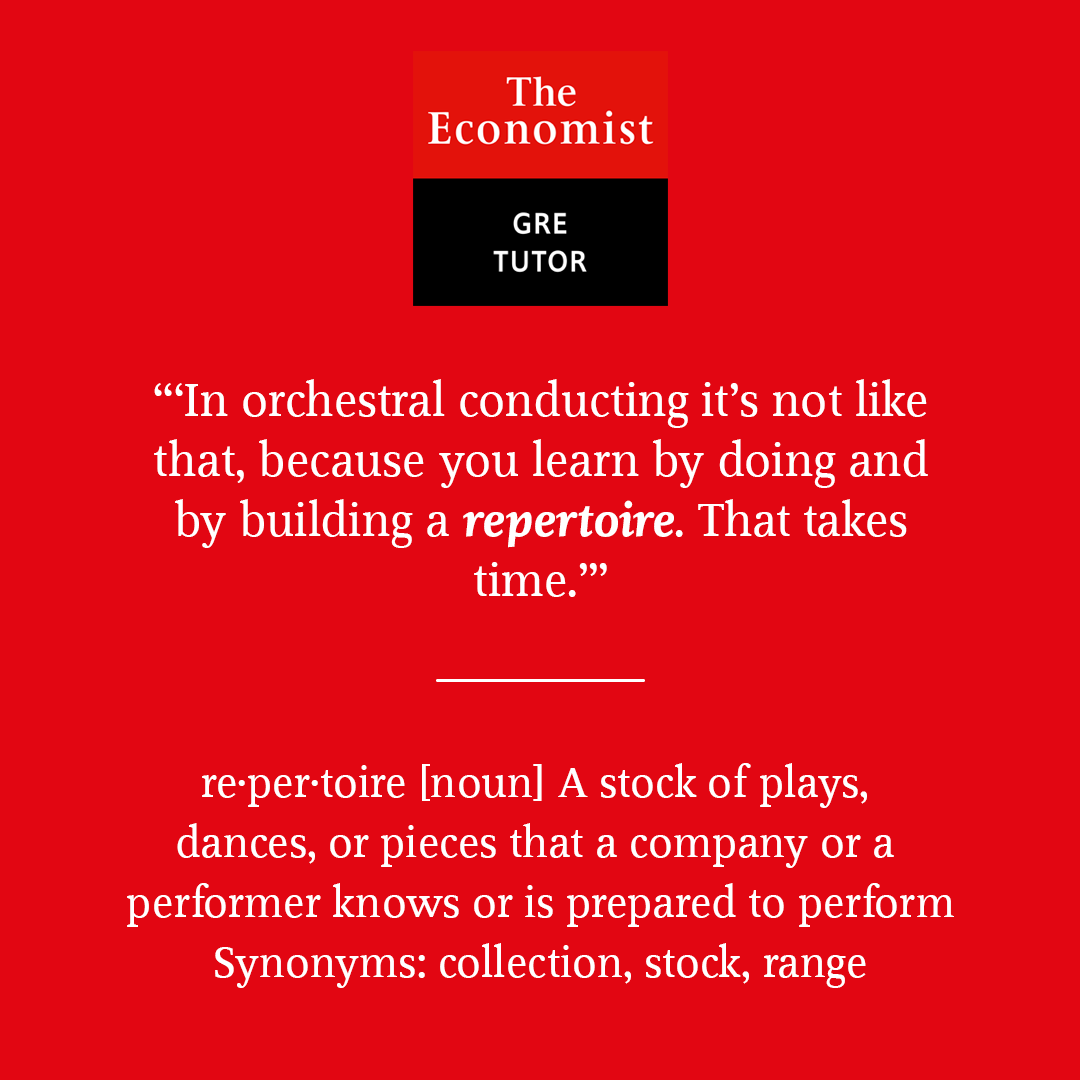 The
Economist
GRE
TUTOR
“‘In orchestral conducting it’s not like
that, because you learn by doing and
by building a repertoire. That takes
time.’”
re·per·toire [noun] A stock of plays,
dances, or pieces that a company or a
performer knows or is prepared to perform
Synonyms: collection, stock, range